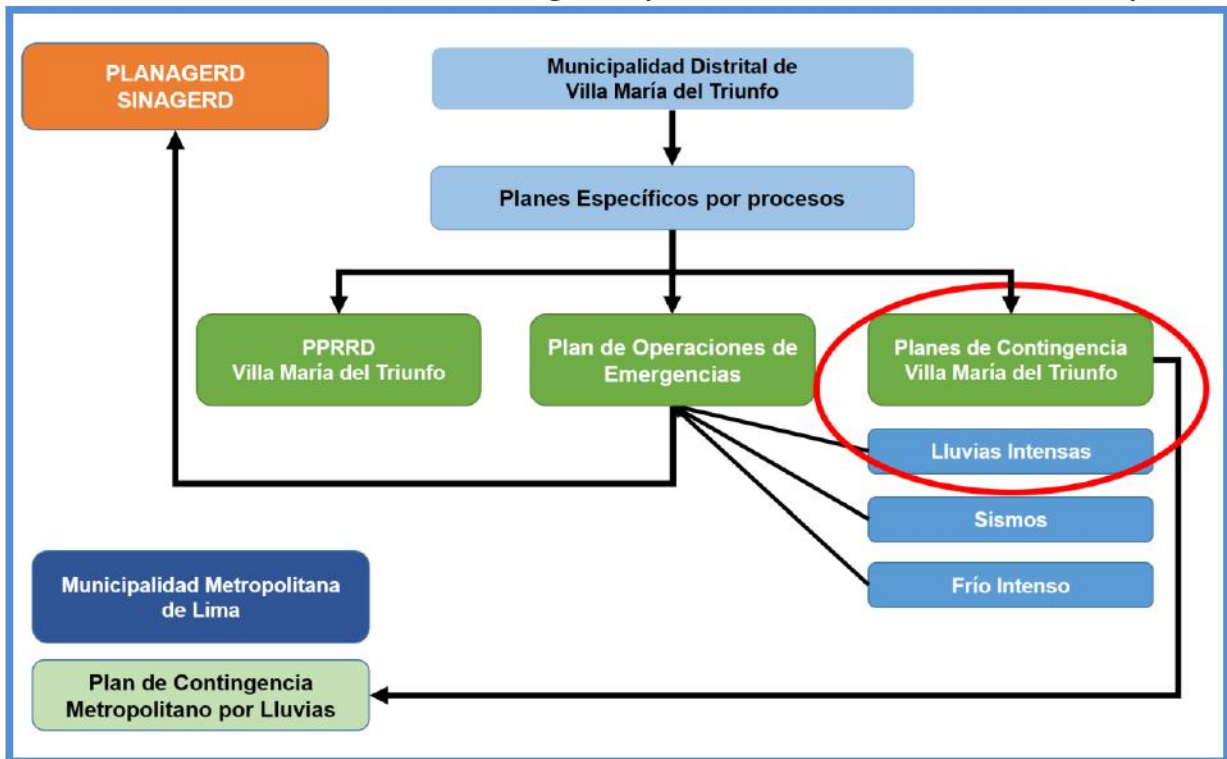 PLANAGERD
SINAGERD
Municipalidad Distrital de
Villa María del Triunfo
Planes Específicos por procesos
PPRRD
Villa María del Triunfo
Plan de Operaciones de
Emergencias
Planes de Contingencia
Villa María del Triunfo
Lluvias Intensas
Sismos
Frío Intenso
Municipalidad Metropolitana
de Lima
Plan de Contingencia
Metropolitano por Lluvias